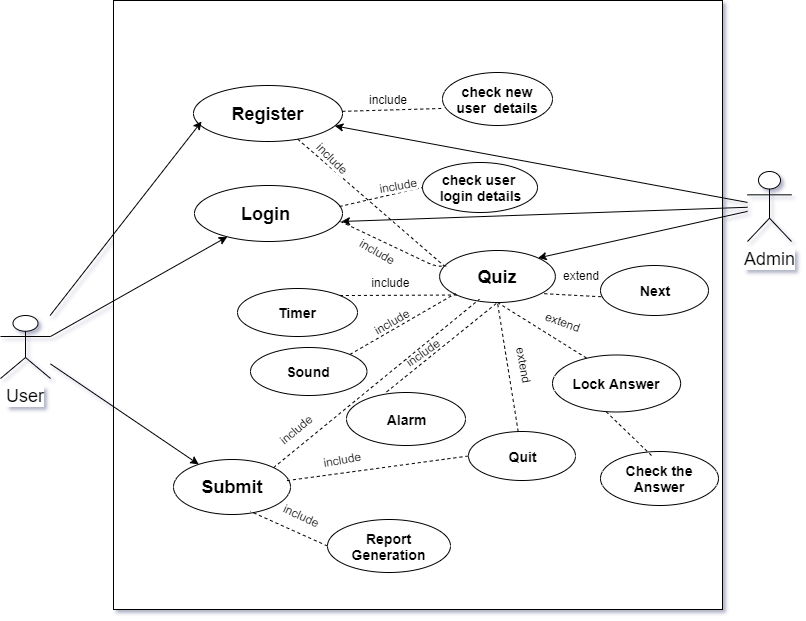 check new
user details
include
Register
include
check user
login details
include
Login
include
Admin
Quiz
extend
Next
include
Timer
include
extend
include
extend
Sound
Lock Answer
User
Alarm
include
Quit
include
Check the
Answer
Submit
include
Report
Generation